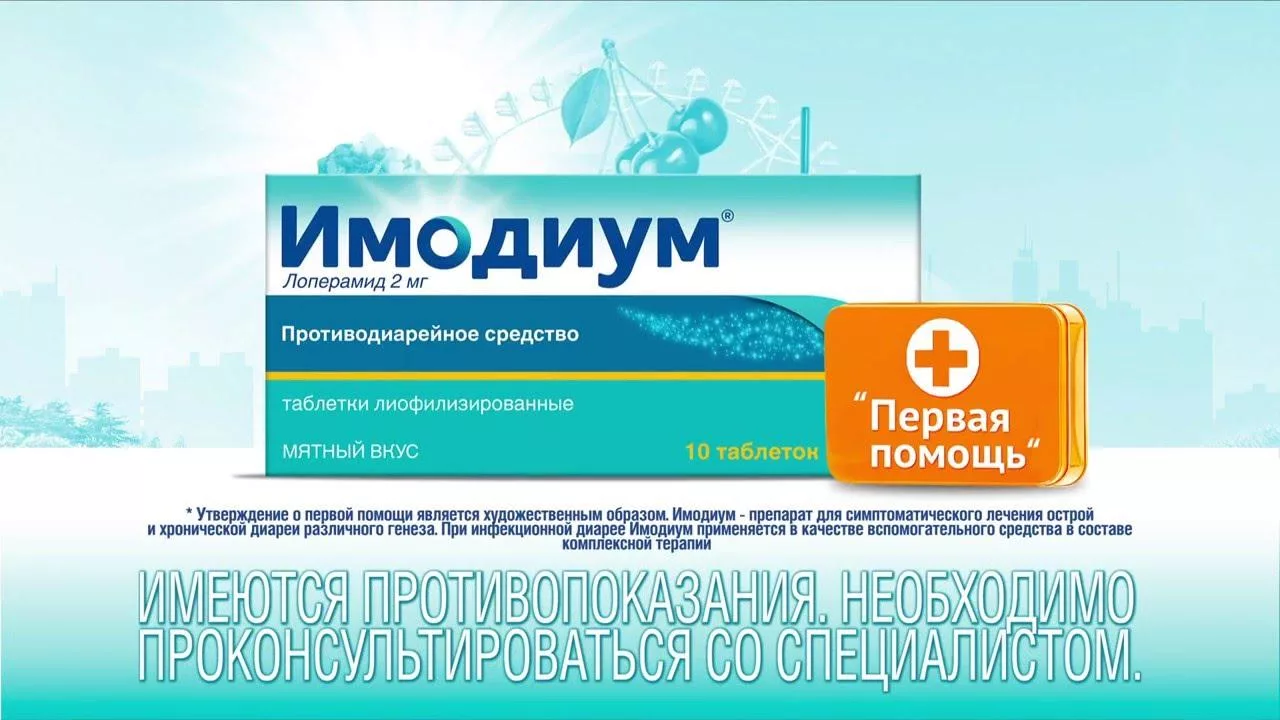 Имодиум®
Лоперамид 2 мг
Противодиарейное средство
таблетки лиофилизированные
МЯТНЫЙ ВКУС
10 таблеток
“Первая
помощь“
* Утверждение о первой помощи является художественным образом. Имодиум - препарат для симптоматического лечения острой
и хронической диареи различного генеза. При инфекционной диарее Имодиум применяется в качестве вспомогательного средства в составе
комплексной терапии
ИМЕЮТСЯ ПРОТИВОПОКАЗАНИЯ. НЕОБХОДИМО
ПРОКОНСУЛЬТИРОВАТЬСЯ СО СПЕЦИАЛИСТОМ.